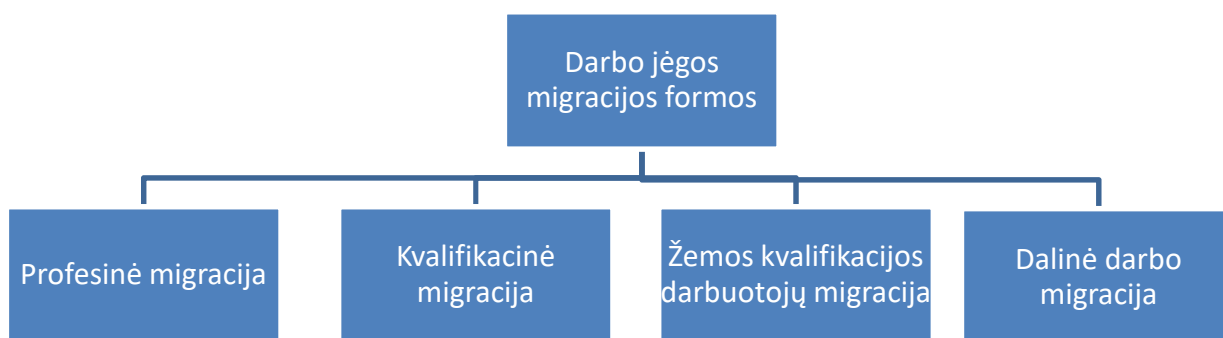 Darbo jėgos
migracijos formos
Profesinė migracija
Kvalifikacinė
migracija
Žemos kvalifikacijos
darbuotojų migracija
Dalinė darbo
migracija